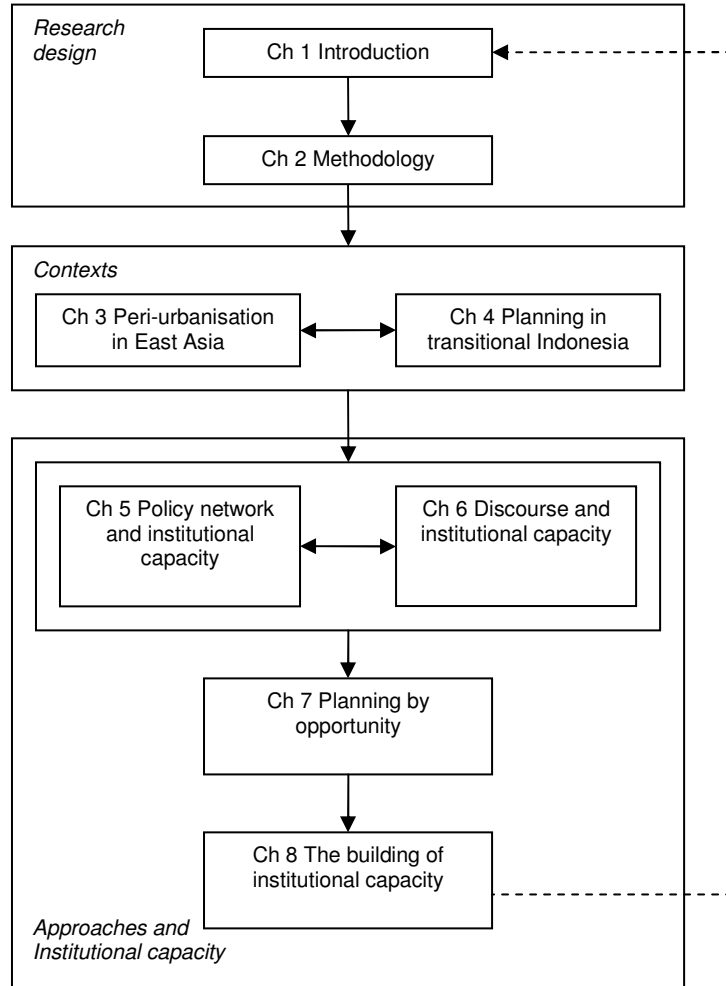 Research
design
Ch 1 Introduction
Ch 2 Methodology
Contexts
Ch 3 Peri-urbanisation
in East Asia
Ch 4 Planning in
transitional Indonesia
Ch 5 Policy network
and institutional
capacity
Ch 6 Discourse and
institutional capacity
Ch 7 Planning by
opportunity
Ch 8 The building of
institutional capacity
Approaches and
Institutional capacity